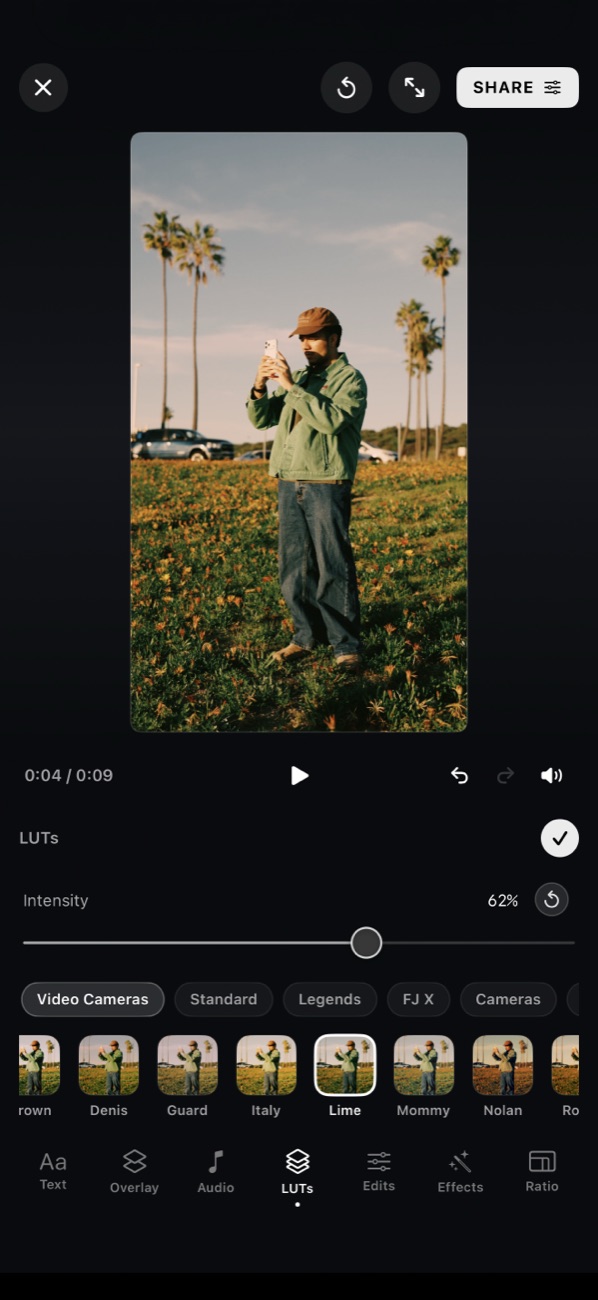 SHARE
0:04 / 0:09
LUTs
Intensity
62%
Video Cameras
Standard
Legends
FJ X
Cameras
rown
Denis
Guard
Italy
Lime
Mommy
Nolan
Ro
Aa
Text
Overlay
Audio
LUTs
Edits
Effects
Ratio